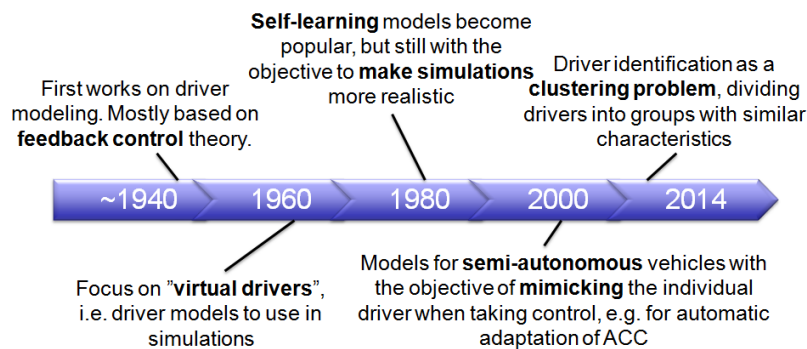 Self-learning models become
popular, but still with the
objective to make simulations
more realistic
First works on driver
modeling. Mostly based on
feedback control theory.
Driver identification as a
clustering problem, dividing
drivers into groups with similar
characteristics
~1940
1960
1980
2000
2014
Focus on ”virtual drivers”,
i.e. driver models to use in
simulations
Models for semi-autonomous vehicles with
the objective of mimicking the individual
driver when taking control, e.g. for automatic
adaptation of ACC